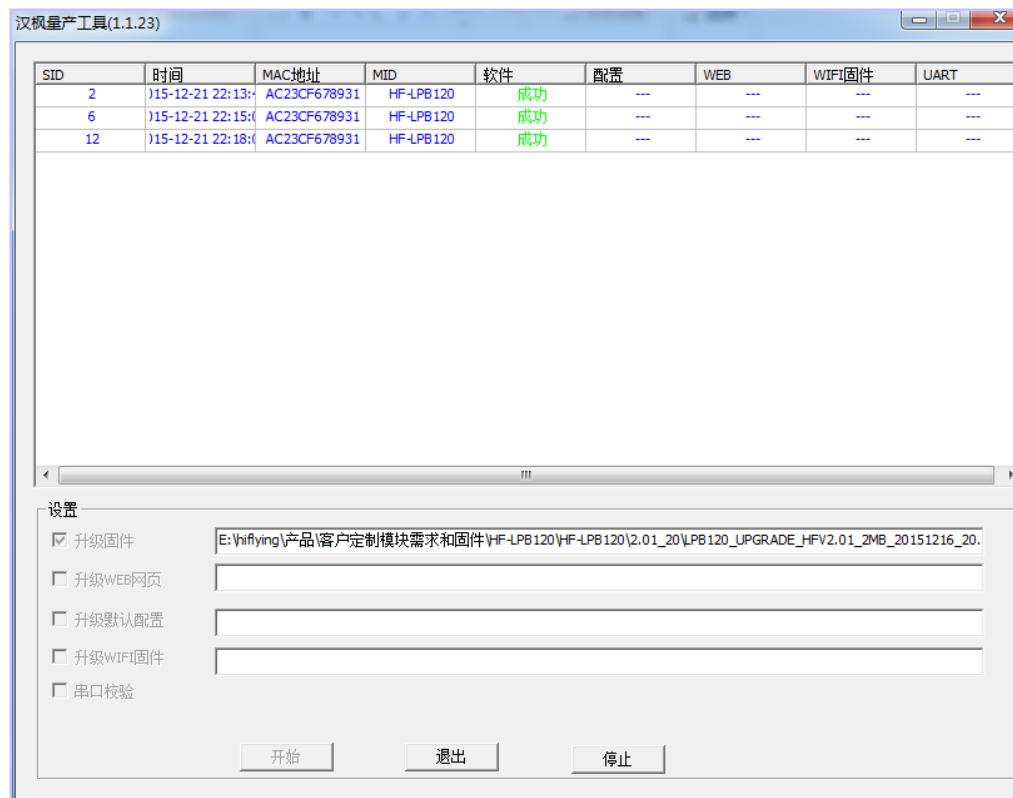 汉枫量产工具(1.1.23)
SID 时间 MAC地址 MID 软件 配置 WEB WIFI固件 UART
2 )15-12-21 22:13:4 AC23CF678931 HF-LPB120 成功 --- --- --- ---
6 )15-12-21 22:15:0 AC23CF678931 HF-LPB120 成功 --- --- --- ---
12 )15-12-21 22:18:0 AC23CF678931 HF-LPB120 成功 --- --- --- ---
设置
升级固件 E:\hiflying\产品\客户定制模块需求和固件\HF-LPB120\HF-LPB120\2.01_20\LPB120_UPGRADE_HFV2.01_2MB_20151216_20.
升级WEB网页
升级默认配置
升级WIFI固件
串口校验
开始 退出 停止